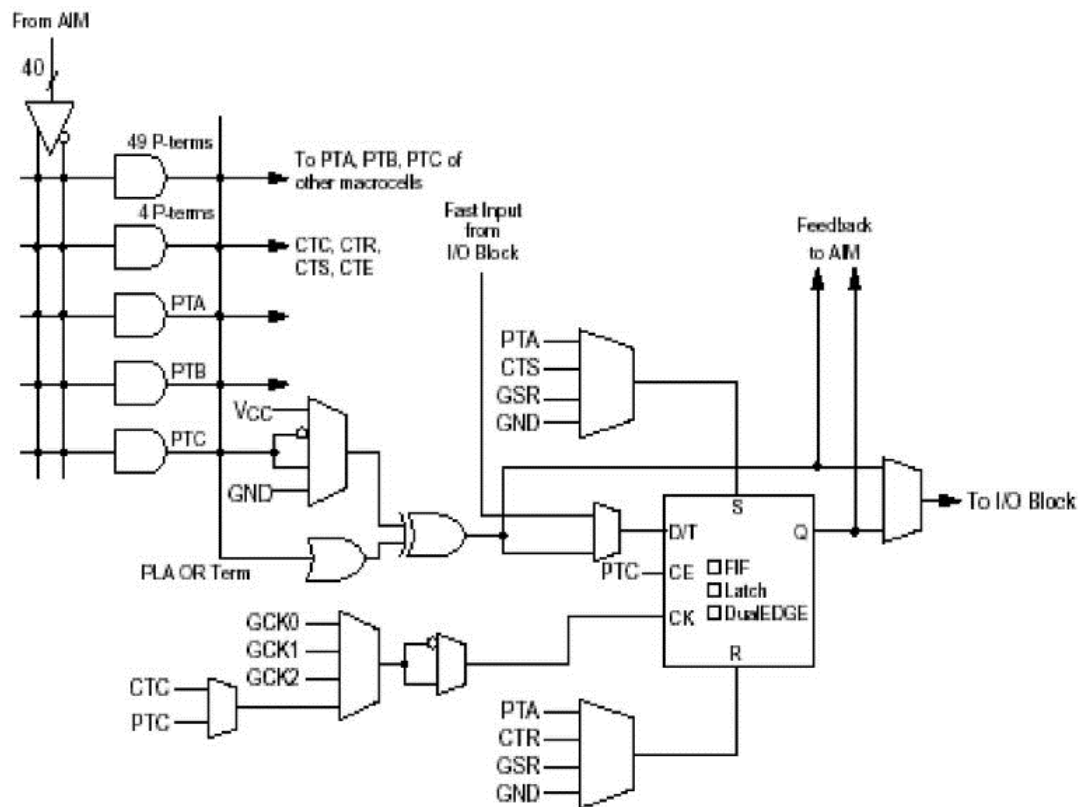 From AIM
40
49 P-terms
To PTA, PTB, PTC of
other macrocells
4 P-terms
CTC, CTR,
CTS, CTE
Fast Input
from
I/O Block
Feedback
to AIM
PTA
PTB
PTC
VCC
GND
PLA OR Term
PTA
CTS
GSR
GND
GCK0
GCK1
GCK2
CTC
PTC
PTC
D/T
CE
CK
S
Q
R
FIF
Latch
DualEDGE
PTA
CTR
GSR
GND
To I/O Block